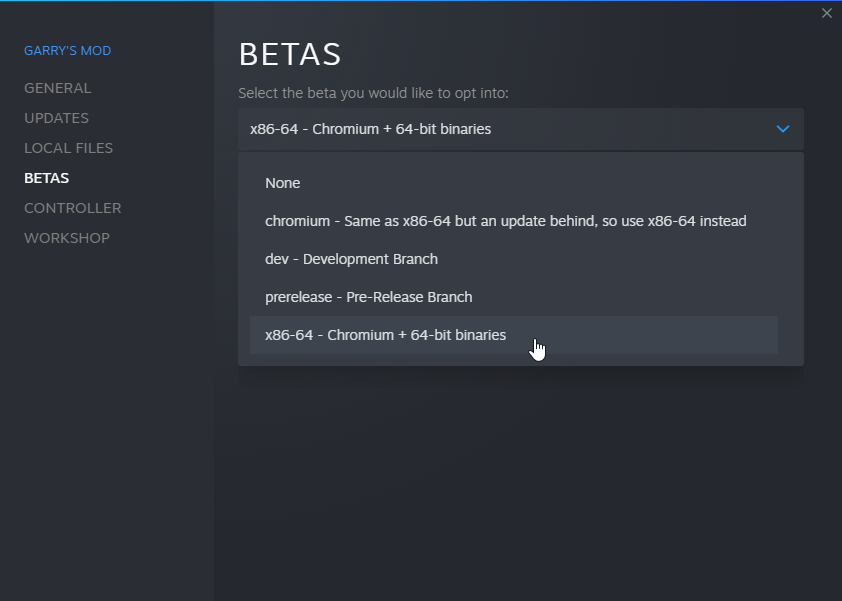 GARRY'S MOD
GENERAL
UPDATES
LOCAL FILES
BETAS
CONTROLLER
WORKSHOP
BETAS
Select the beta you would like to opt into:
x86-64 - Chromium + 64-bit binaries
None
chromium - Same as x86-64 but an update behind, so use x86-64 instead
dev - Development Branch
prerelease - Pre-Release Branch
x86-64 - Chromium + 64-bit binaries